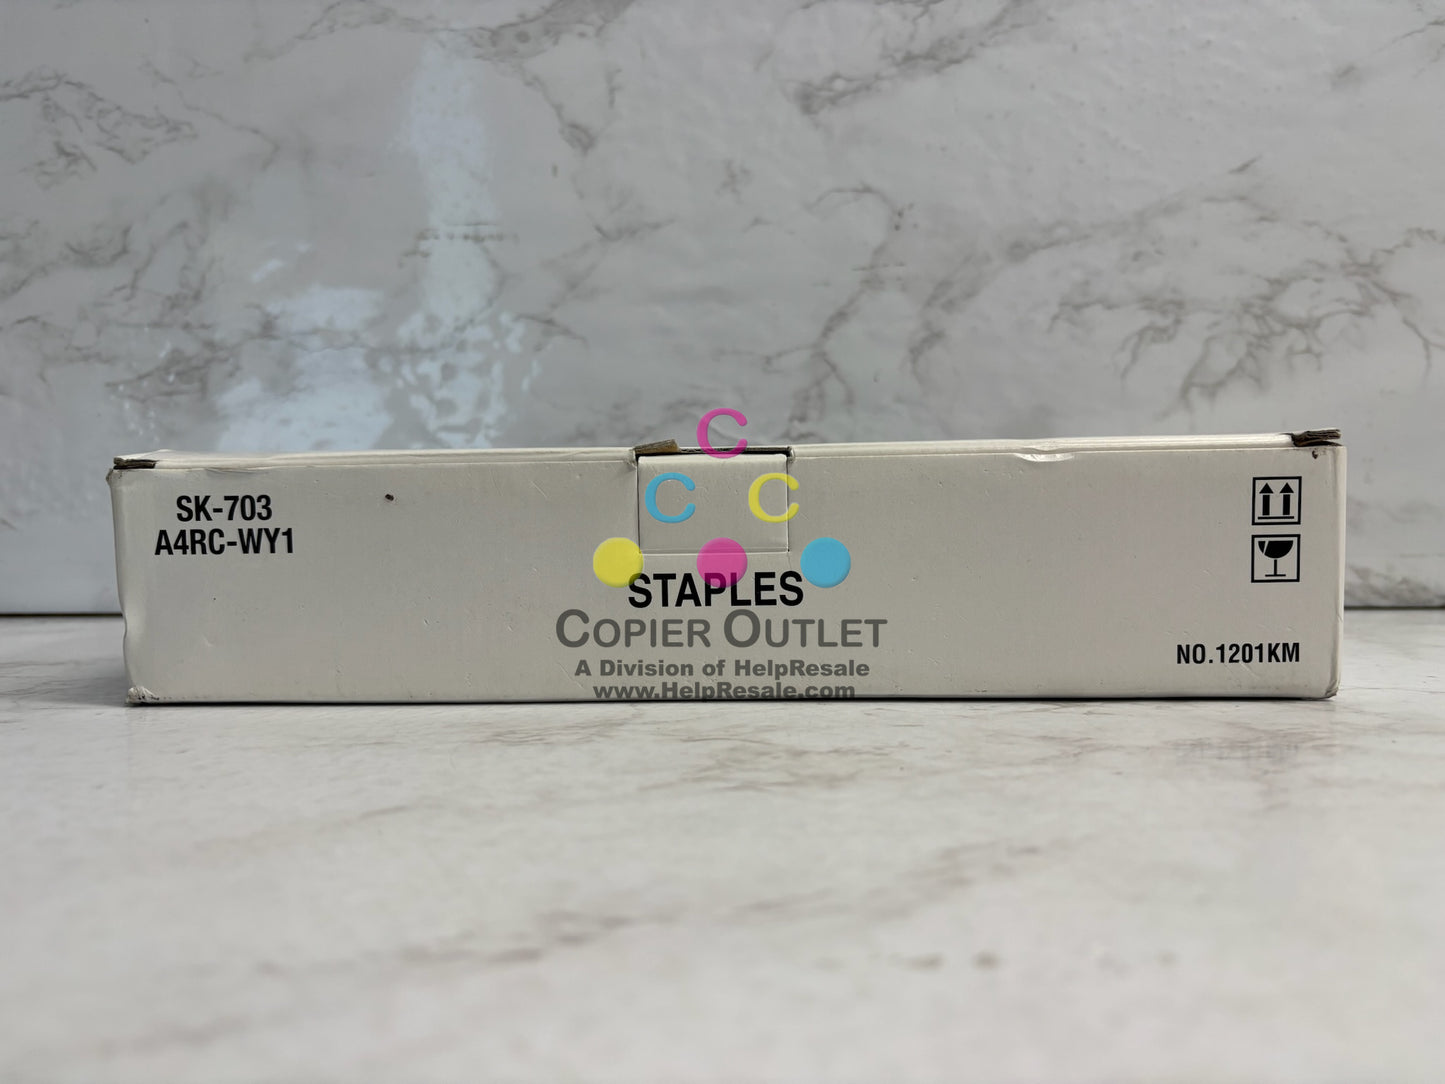 SK-703
A4RC-WY1
STAPLES
NO.1201KM
C
C C
COPIER OUTLET
A Division of HelpResale
www.HelpResale.com